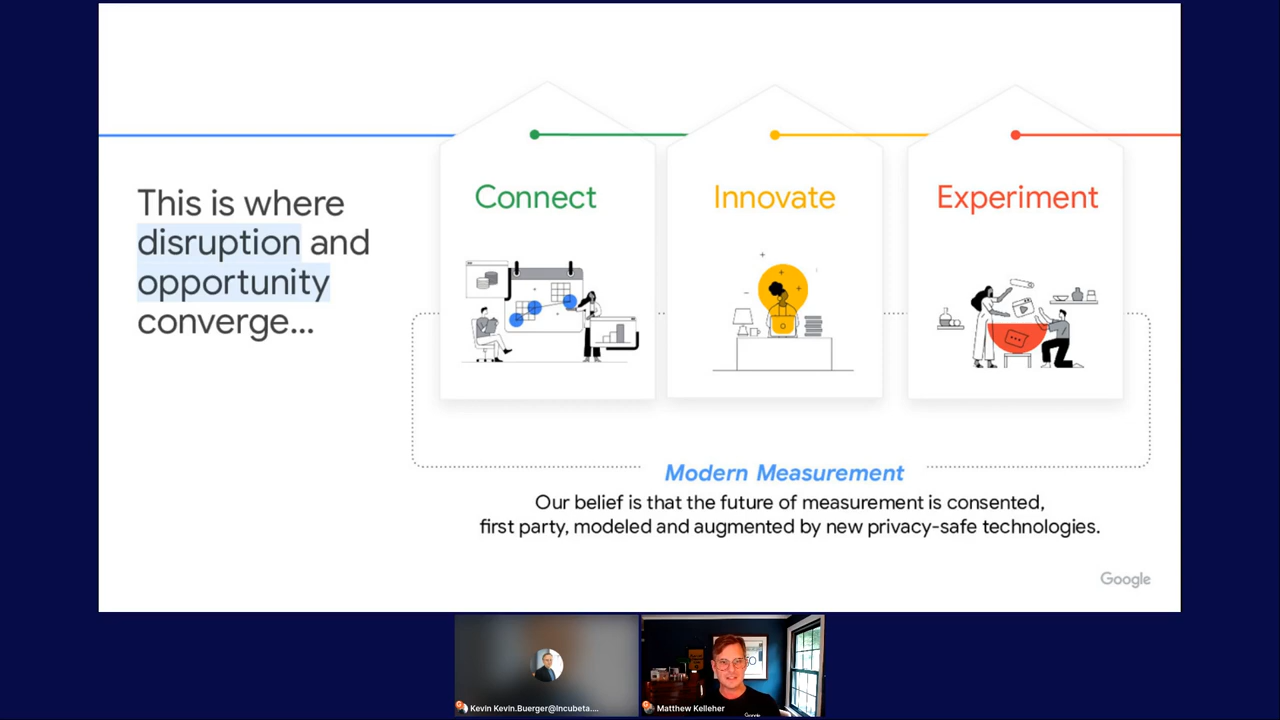 This is where
disruption and
opportunity
converge...
Connect
Innovate
Experiment
Modern Measurement
Our belief is that the future of measurement is consented,
first party, modeled and augmented by new privacy-safe technologies.
Google
Kevin Kevin.Buerger@Incubeta....
Matthew Kelleher
Google